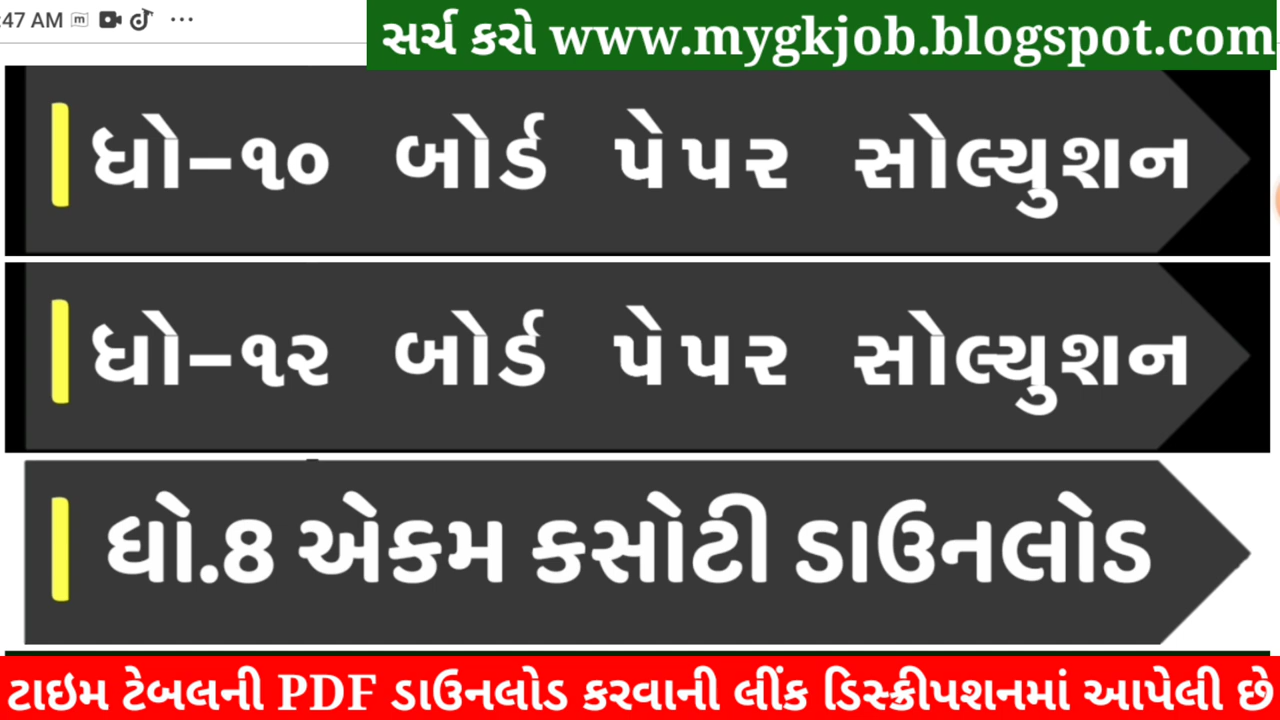 :47 AM
સર્ચ કરો www.mygkjob.blogspot.com
ધો-૧૦ બોર્ડ પેપર સોલ્યુશન
ધો-૧૨ બોર્ડ પેપર સોલ્યુશન
ધો.8 એકમ કસોટી ડાઉનલોડ
ટાઇમ ટેબલની PDF ડાઉનલોડ કરવાની લીંક ડિસ્ક્રીપશનમાં આપેલી છે